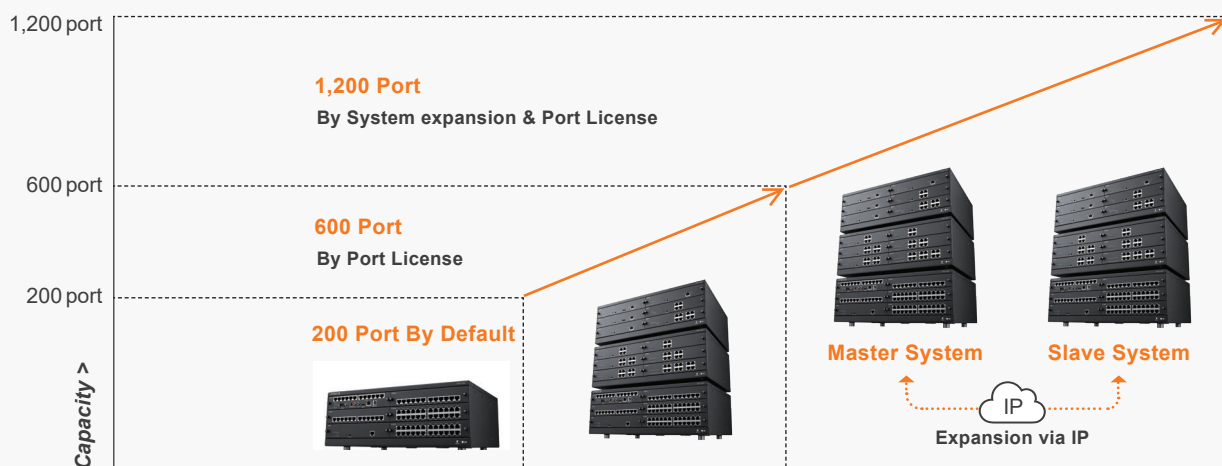 1,200 port
1,200 Port
By System expansion & Port License
600 port
600 Port
By Port License
200 port
200 Port By Default
Master System
Slave System
IP
Expansion via IP
Capacity >